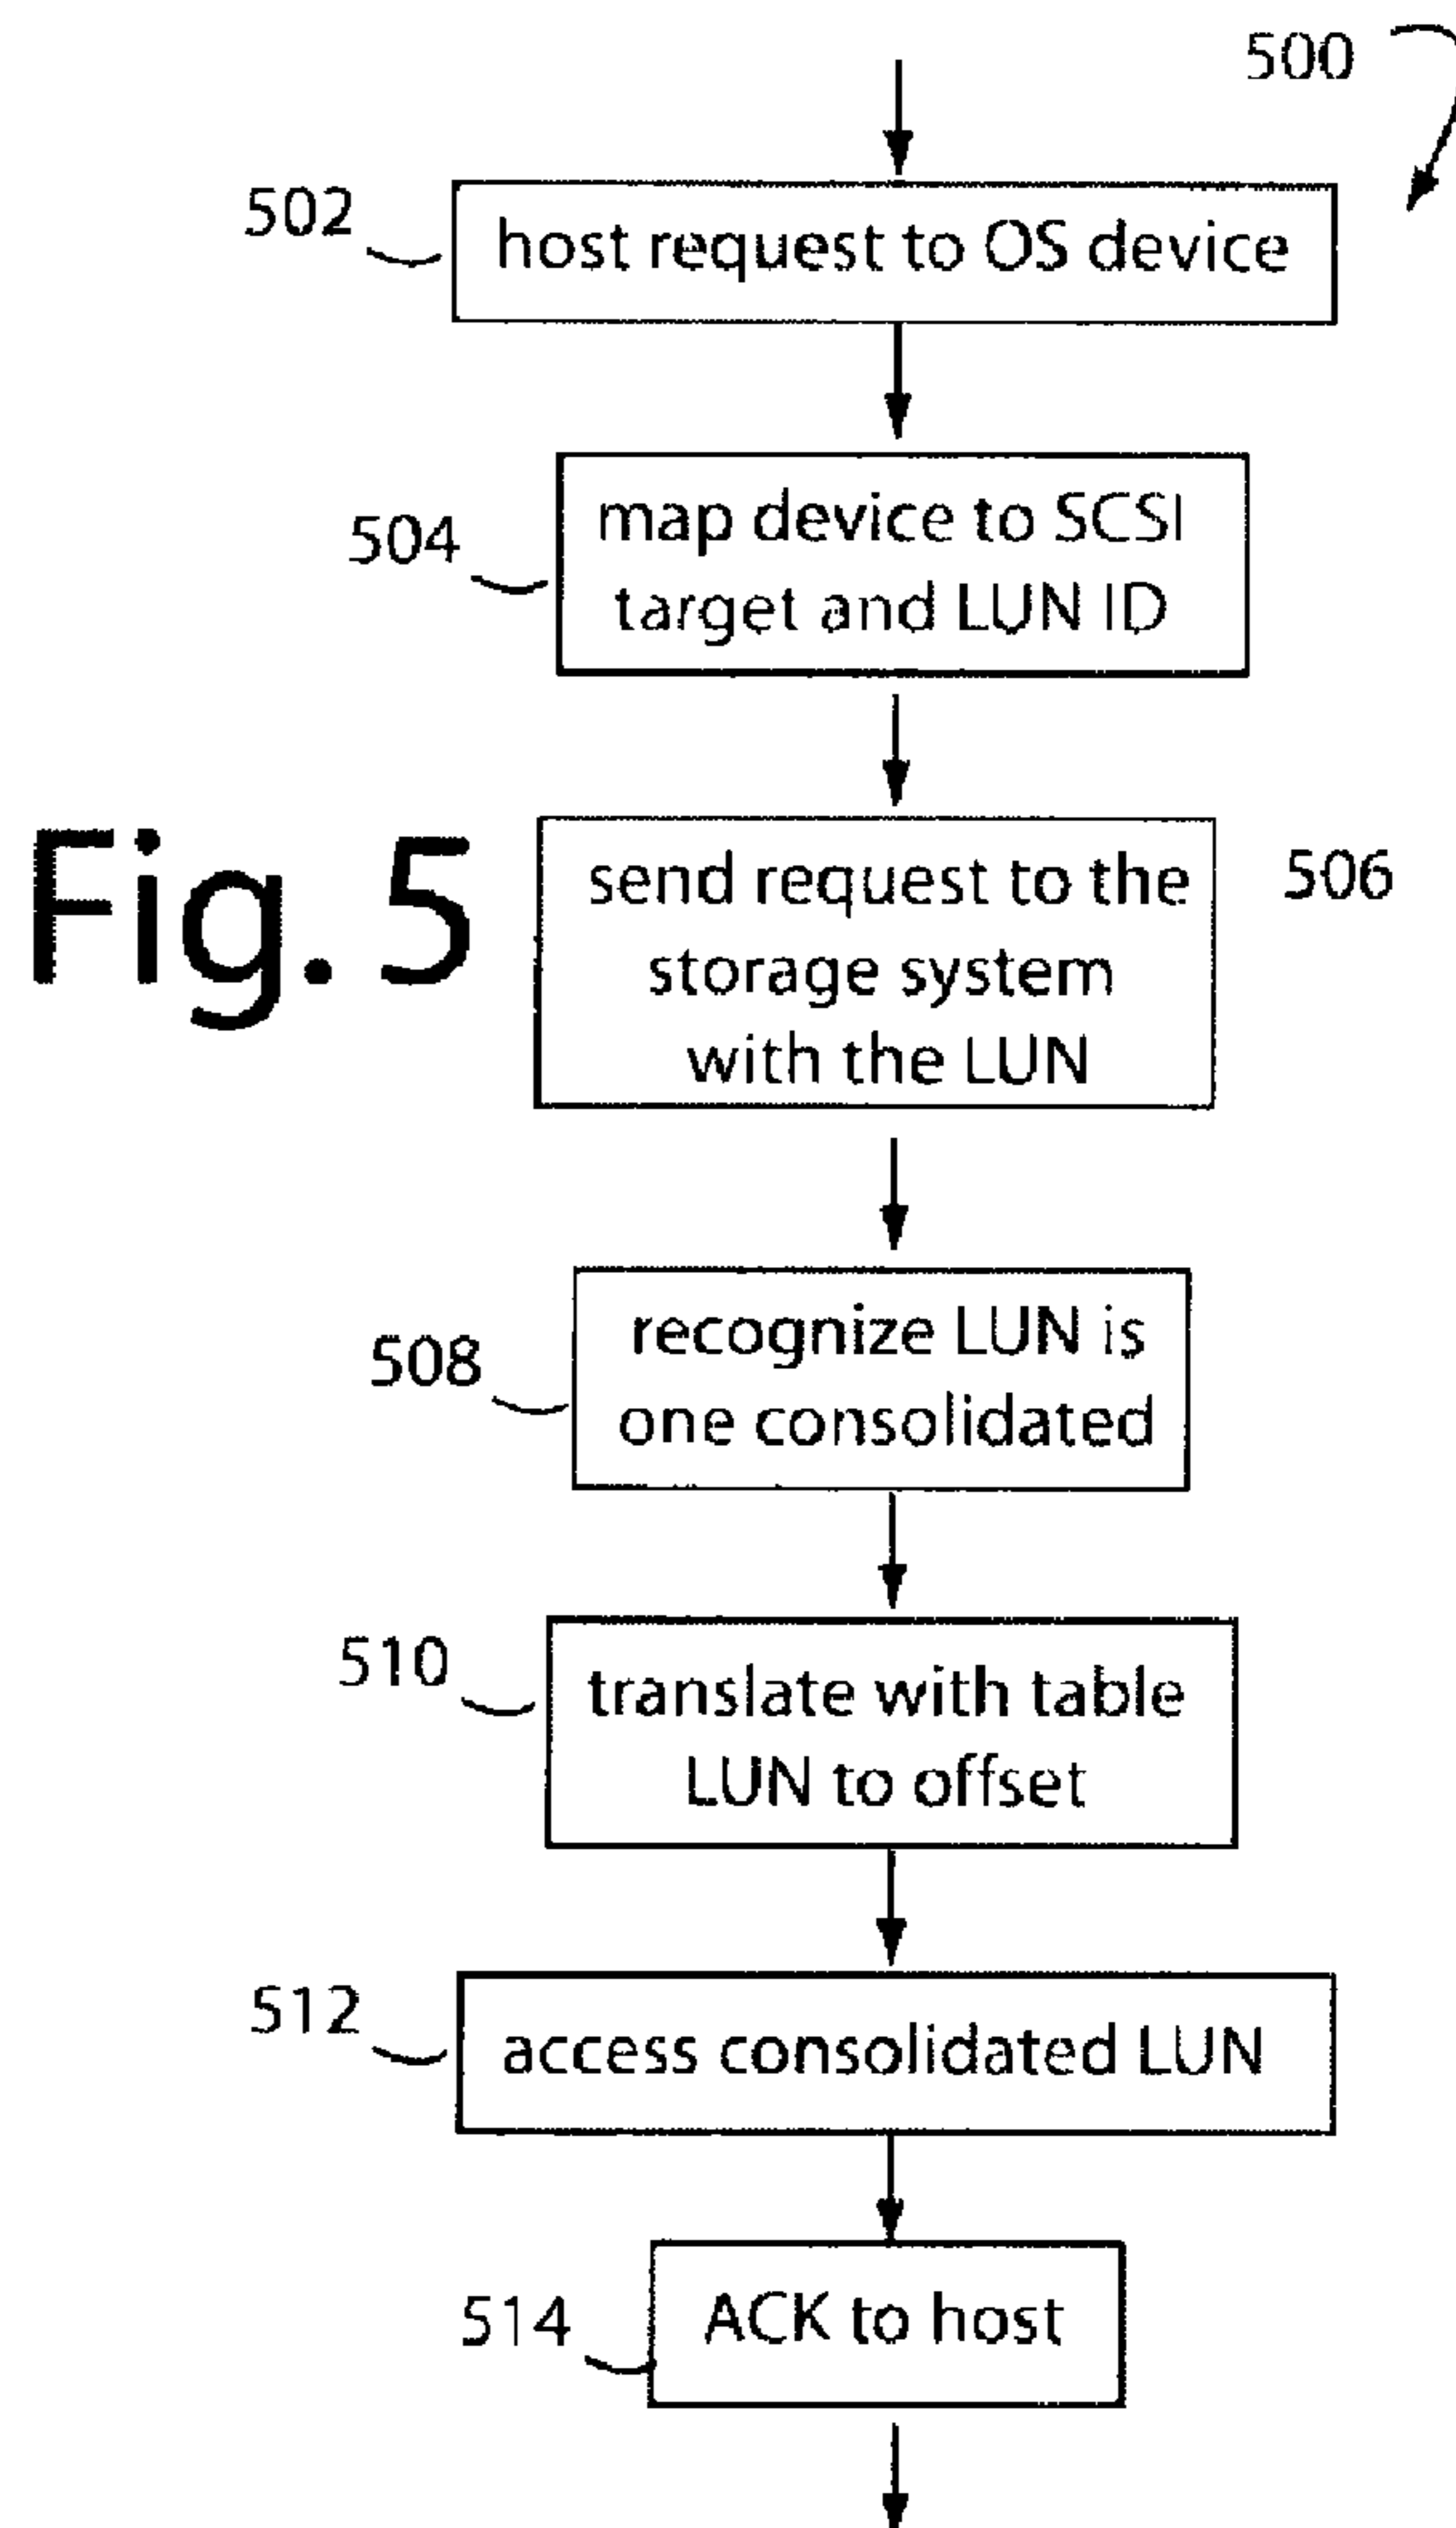 500
502
host request to OS device
504
map device to SCSI
target and LUN ID
Fig. 5
send request to the
storage system
with the LUN
506
508
recognize LUN is
one consolidated
510
translate with table
LUN to offset
512
access consolidated LUN
514
ACK to host